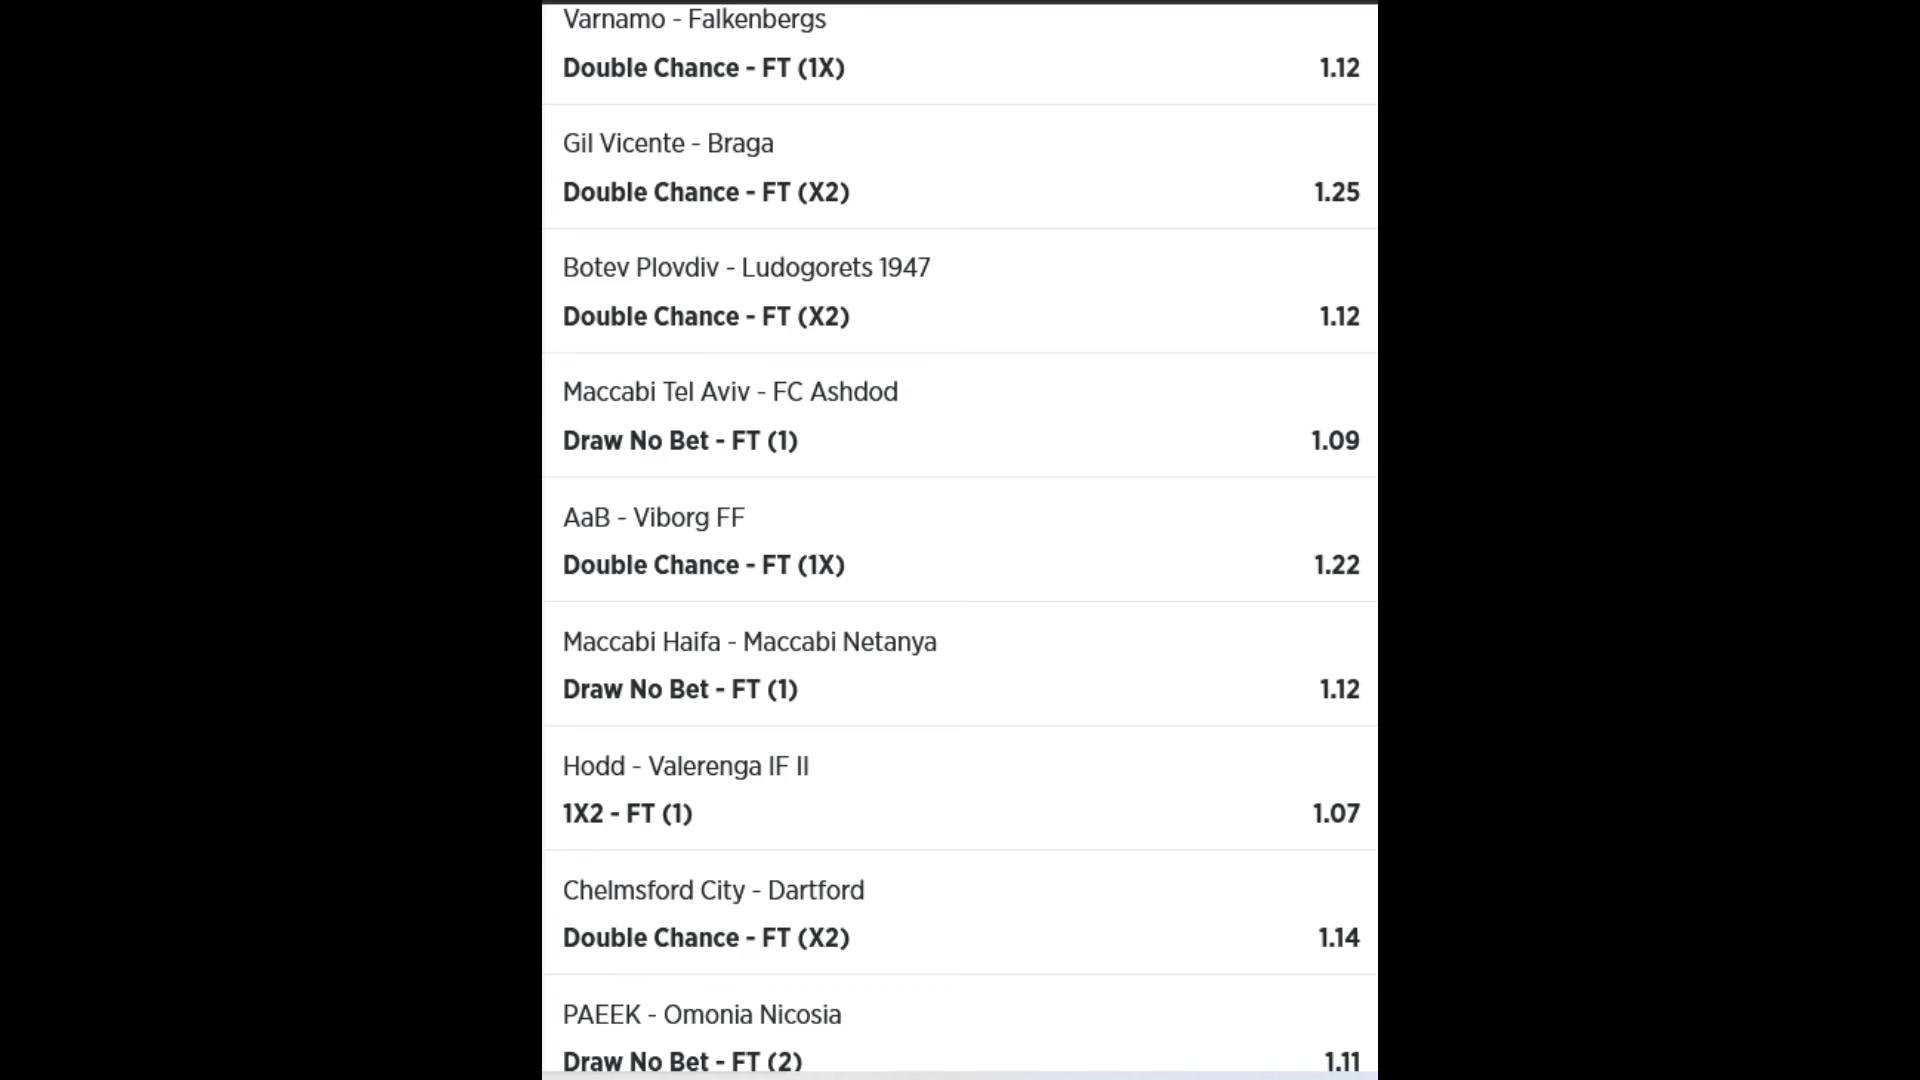 Varnamo - Falkenbergs
Double Chance - FT (1X) 1.12
Gil Vicente - Braga
Double Chance - FT (X2) 1.25
Botev Plovdiv - Ludogorets 1947
Double Chance - FT (X2) 1.12
Maccabi Tel Aviv - FC Ashdod
Draw No Bet - FT (1) 1.09
AaB - Viborg FF
Double Chance - FT (1X) 1.22
Maccabi Haifa - Maccabi Netanya
Draw No Bet - FT (1) 1.12
Hodd - Valerenga IF II
1X2 - FT (1) 1.07
Chelmsford City - Dartford
Double Chance - FT (X2) 1.14
PAEEK - Omonia Nicosia
Draw No Bet - FT (2) 1.11